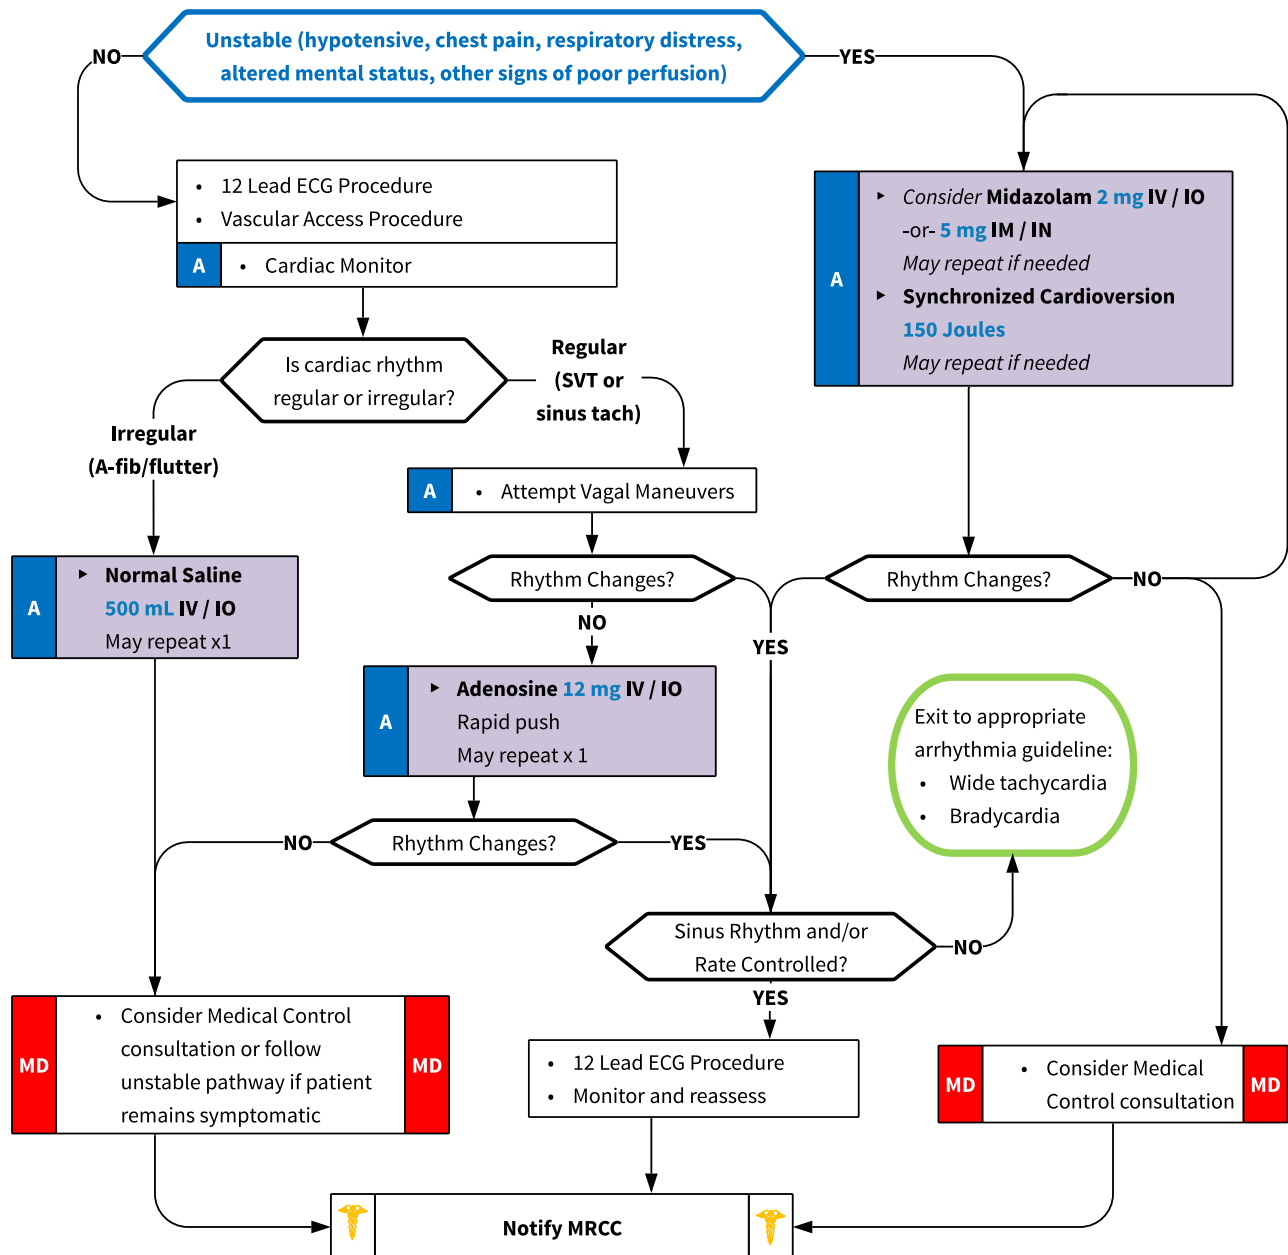 Unstable (hypotensive, chest pain, respiratory distress,
altered mental status, other signs of poor perfusion)
NO
YES
• 12 Lead ECG Procedure
• Vascular Access Procedure
A
• Cardiac Monitor
A
▸ Consider Midazolam 2 mg IV / IO
-or- 5 mg IM / IN
May repeat if needed
▸ Synchronized Cardioversion
150 Joules
May repeat if needed
Is cardiac rhythm
regular or irregular?
Regular
(SVT or
sinus tach)
Irregular
(A-fib/flutter)
A
• Attempt Vagal Maneuvers
A
▸ Normal Saline
500 mL IV / IO
May repeat x1
Rhythm Changes?
NO
YES
Rhythm Changes?
NO
A
▸ Adenosine 12 mg IV / IO
Rapid push
May repeat x 1
Exit to appropriate
arrhythmia guideline:
• Wide tachycardia
• Bradycardia
NO
Rhythm Changes?
YES
Sinus Rhythm and/or
Rate Controlled?
NO
YES
MD
• Consider Medical Control
consultation or follow
unstable pathway if patient
remains symptomatic
MD
• 12 Lead ECG Procedure
• Monitor and reassess
MD
• Consider Medical
Control consultation
MD
Notify MRCC